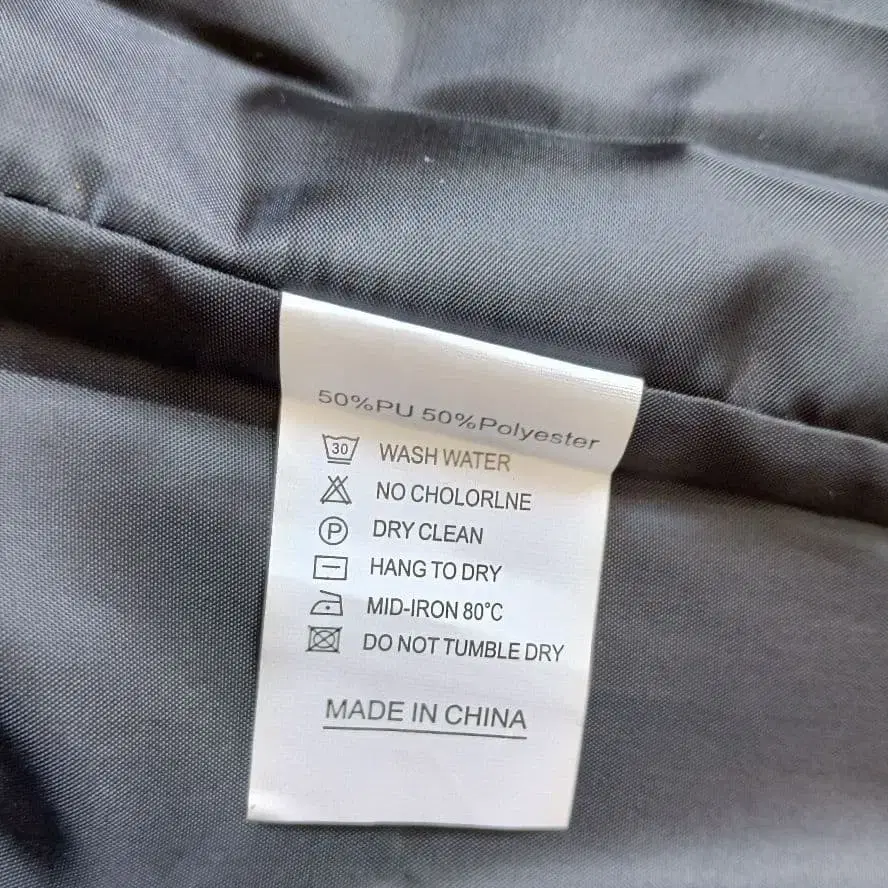 50%PU 50%Polyester
30 WASH WATER
NO CHOLORLNE
P DRY CLEAN
HANG TO DRY
MID-IRON 80°C
DO NOT TUMBLE DRY
MADE IN CHINA